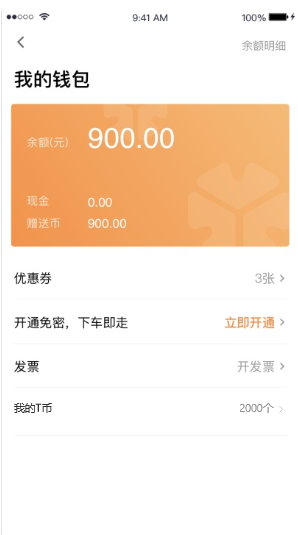 9:41 AM 100%
余额明细
我的钱包
余额(元) 900.00
现金 0.00
赠送币 900.00
优惠券 3张
开通免密，下车即走 立即开通
发票 开发票
我的T币 2000个